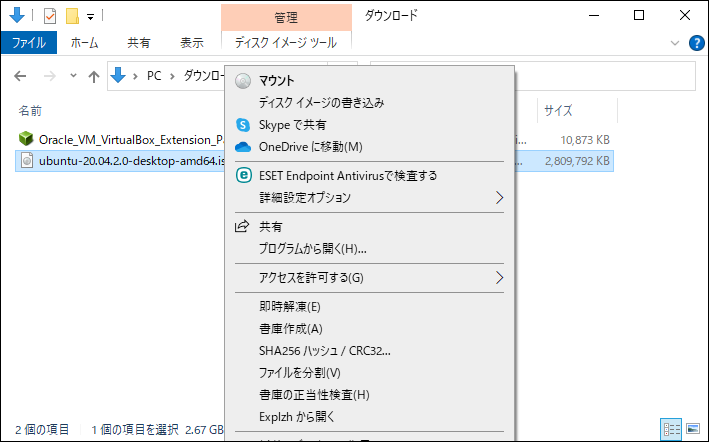 管理
ダウンロード
ファイル
ホーム
共有
表示
ディスク イメージ ツール
PC
ダウンロ
名前
サイズ
Oracle_VM_VirtualBox_Extension_P
10,873 KB
ubuntu-20.04.2.0-desktop-amd64.is
2,809,792 KB
マウント
ディスク イメージの書き込み
Skype で共有
OneDrive に移動(M)
ESET Endpoint Antivirusで検査する
詳細設定オプション
共有
プログラムから開く(H)...
アクセスを許可する(G)
即時解凍(E)
書庫作成(A)
SHA256 ハッシュ / CRC32...
ファイルを分割(V)
書庫の正当性検査(H)
Explzh から開く
2 個の項目
1 個の項目を選択 2.67 G